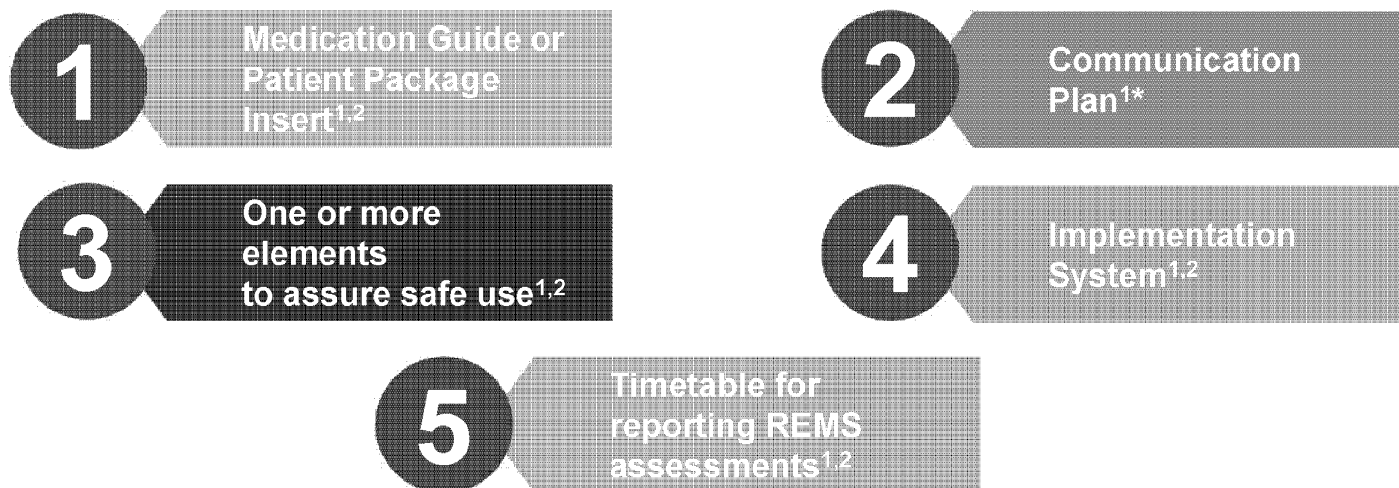 1
Medication Guide or
Patient Package
Insert1,2
2
Communication
Plan1*
3
One or more
elements
to assure safe use1,2
4
Implementation
System1,2
5
Timetable for
reporting REMS
assessments1,2